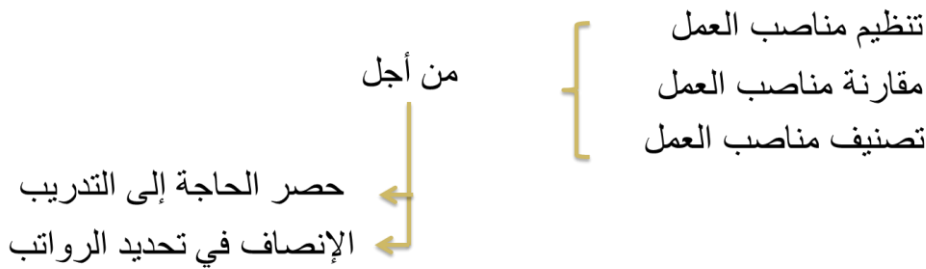 تنظيم مناصب العمل
مقارنة مناصب العمل
تصنيف مناصب العمل
من أجل
حصر الحاجة إلى التدريب
الإنصاف في تحديد الرواتب